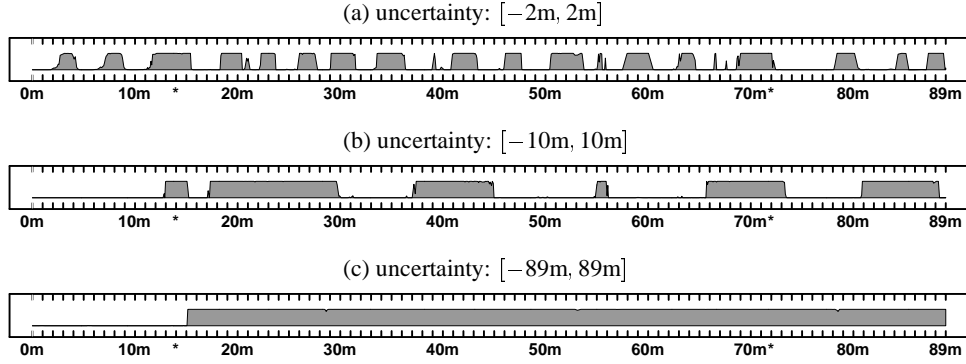 (a) uncertainty: [−2m, 2m]
0m 10m * 20m 30m 40m 50m 60m 70m* 80m 89m
(b) uncertainty: [−10m, 10m]
0m 10m * 20m 30m 40m 50m 60m 70m* 80m 89m
(c) uncertainty: [−89m, 89m]
0m 10m * 20m 30m 40m 50m 60m 70m* 80m 89m